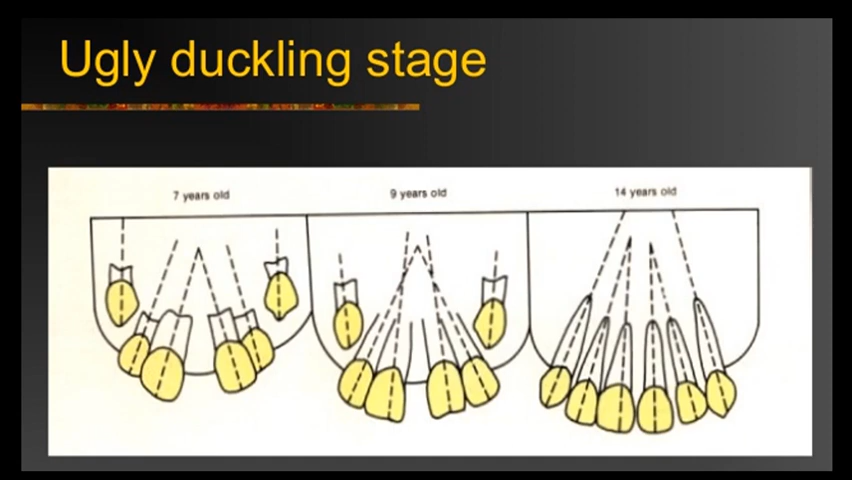 Ugly duckling stage
7 years old
9 years old
14 years old